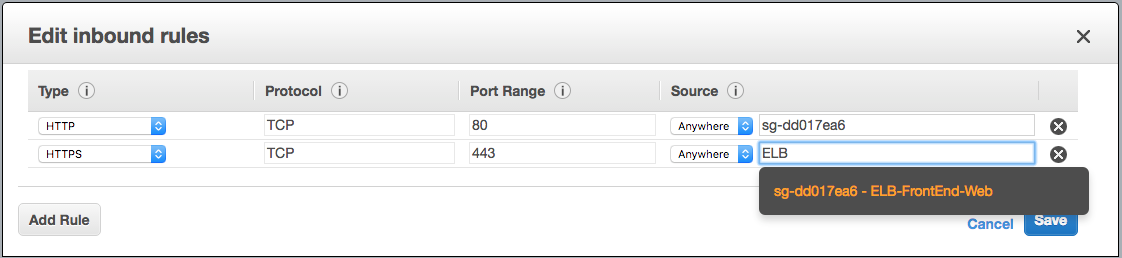 Edit inbound rules
Type Protocol Port Range Source
HTTP TCP 80 Anywhere sg-dd017ea6
HTTPS TCP 443 Anywhere ELB
sg-dd017ea6 - ELB-FrontEnd-Web
Add Rule Cancel Save